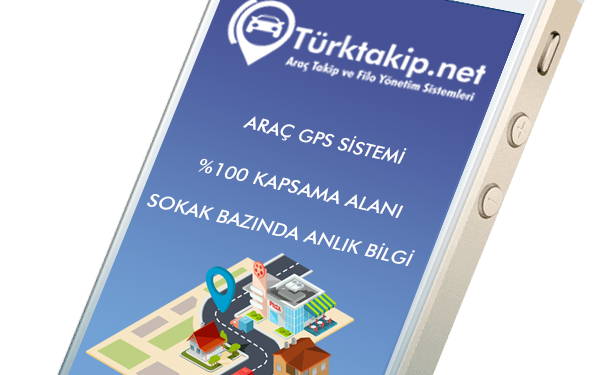 Türktakip.net
Araç Takip ve Filo Yönetim Sistemleri
ARAÇ GPS SİSTEMİ
%100 KAPSAMA ALANI
SOKAK BAZINDA ANLIK BİLGİ
PIZZA